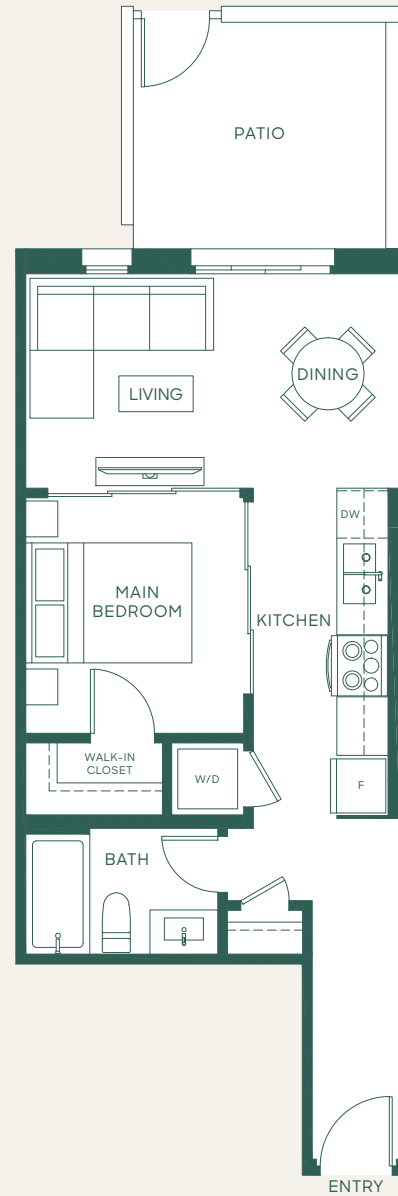 PATIO
LIVING
DINING
DW
MAIN
BEDROOM
KITCHEN
WALK-IN
CLOSET
W/D
F
BATH
ENTRY